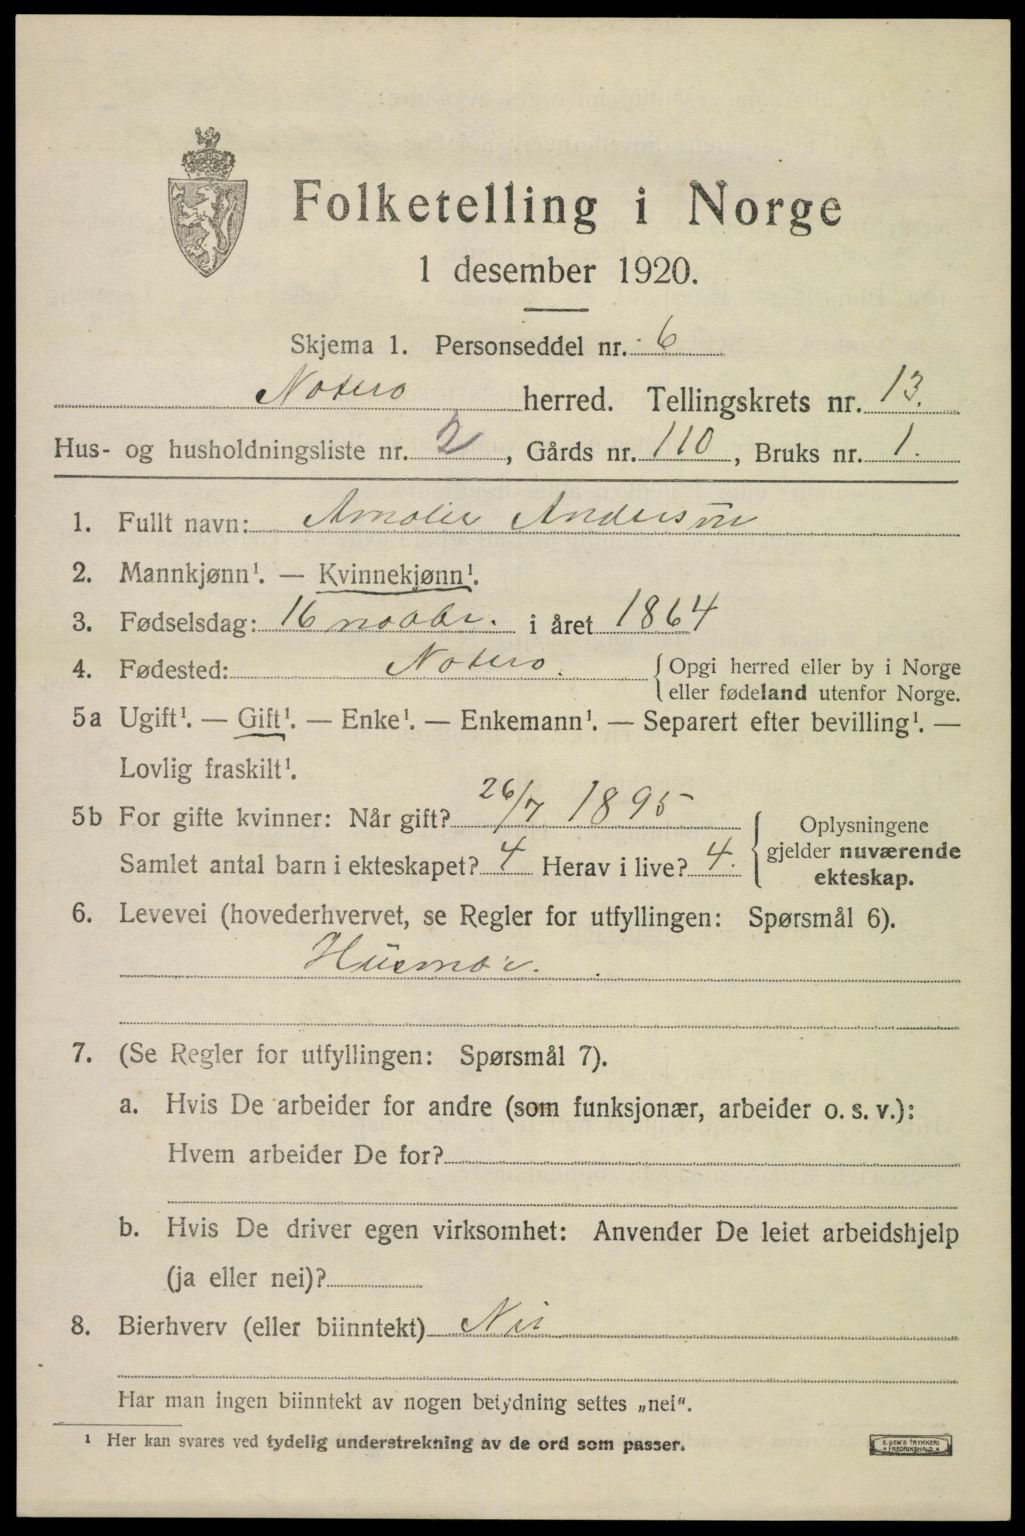 Folketelling i Norge
1 desember 1920.
Skjema 1. Personseddel nr. 6
Nøtterø herred. Tellingskrets nr. 13.
Hus- og husholdningsliste nr. 2, Gårds nr. 110, Bruks nr. 1.
1. Fullt navn: Amalie Andersen
2. Mannkjønn¹. — Kvinnekjønn¹.
3. Fødselsdag: 16 novbr. i året 1864
4. Fødested: Nøtterø. { Opgi herred eller by i Norge
eller fødeland utenfor Norge.
5a Ugift¹. — Gift¹. — Enke¹. — Enkemann¹. — Separert efter bevilling¹. —
Lovlig fraskilt¹.
5b For gifte kvinner: Når gift? 26/7 1895
Samlet antal barn i ekteskapet? 4 Herav i live? 4.
{ Oplysningene
gjelder nuværende
ekteskap.
6. Levevei (hovederhvervet, se Regler for utfyllingen: Spørsmål 6).
Husmor.
7. (Se Regler for utfyllingen: Spørsmål 7).
a. Hvis De arbeider for andre (som funksjonær, arbeider o. s. v.):
Hvem arbeider De for?
b. Hvis De driver egen virksomhet: Anvender De leiet arbeidshjelp
(ja eller nei)?
8. Bierhverv (eller biinntekt) Nei
Har man ingen biinntekt av nogen betydning settes „nei".
¹ Her kan svares ved tydelig understrekning av de ord som passer.
E. SEM'S TRYKKERI
FREDRIKSHALD